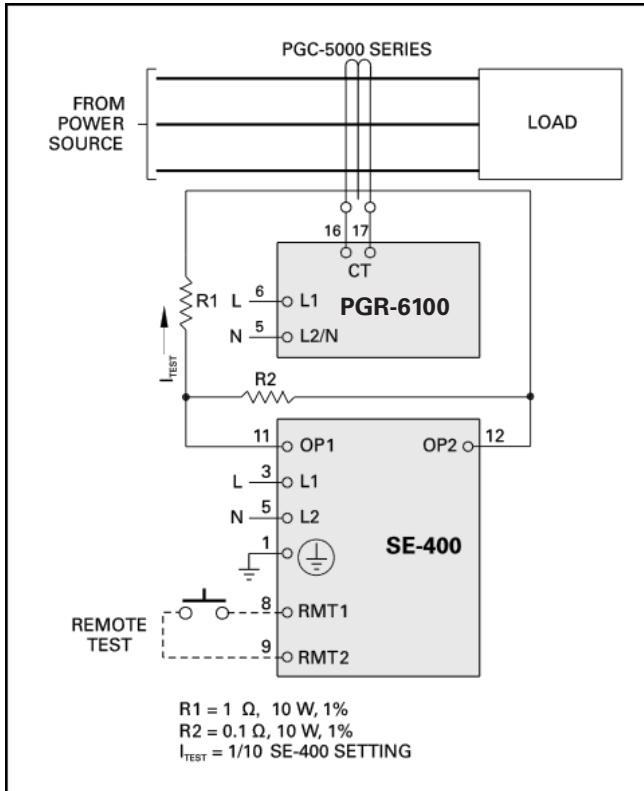 PGC-5000 SERIES
FROM
POWER
SOURCE
LOAD
16 17
CT
R1
L 6 L1
PGR-6100
N 5 L2/N
I_TEST
R2
11 OP1
OP2 12
L 3 L1
N 5 L2
SE-400
1
REMOTE
TEST
8 RMT1
9 RMT2
R1 = 1 Ω, 10 W, 1%
R2 = 0.1 Ω, 10 W, 1%
I_TEST = 1/10 SE-400 SETTING